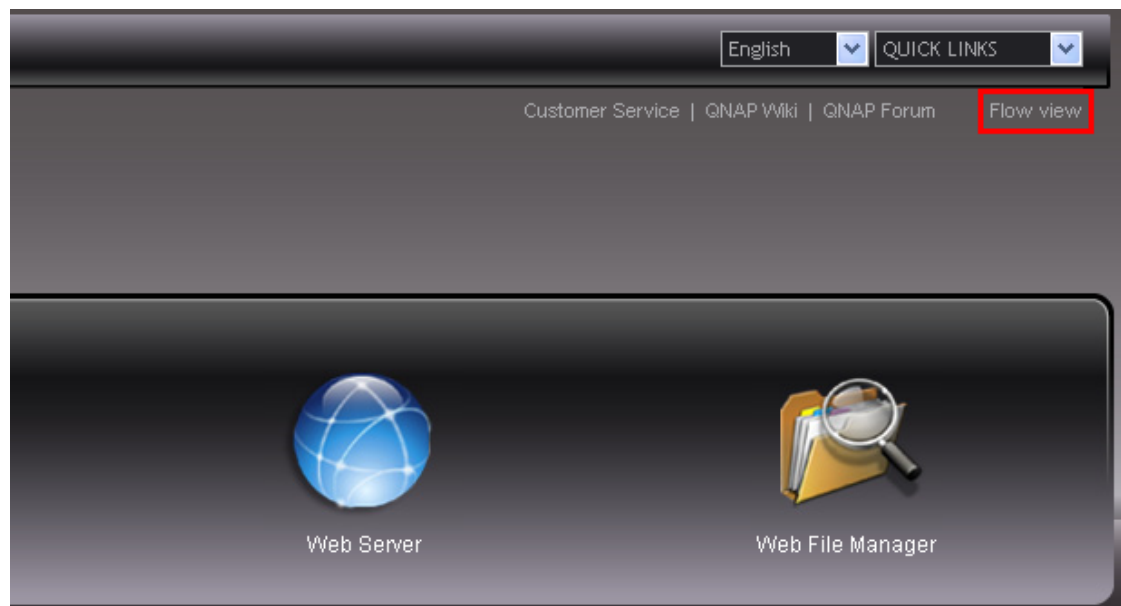 English QUICK LINKS
Customer Service | QNAP Wiki | QNAP Forum Flow view
Web Server Web File Manager